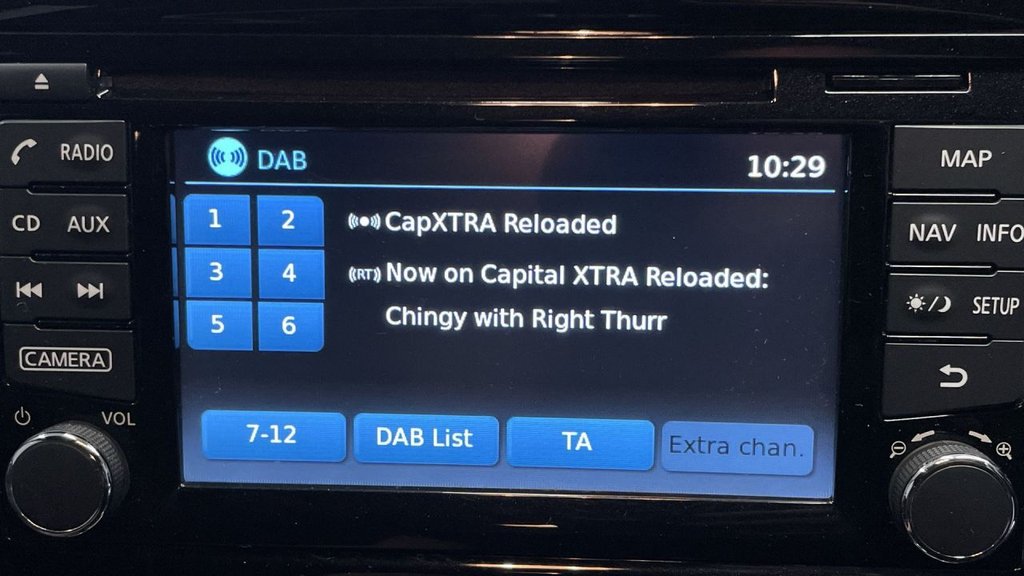 DAB
10:29
1 2
CapXTRA Reloaded
3 4
((RT)) Now on Capital XTRA Reloaded:
5 6
Chingy with Right Thurr
7-12 DAB List TA Extra chan.
RADIO
CD AUX
CAMERA
VOL
MAP
NAV INFO
SETUP